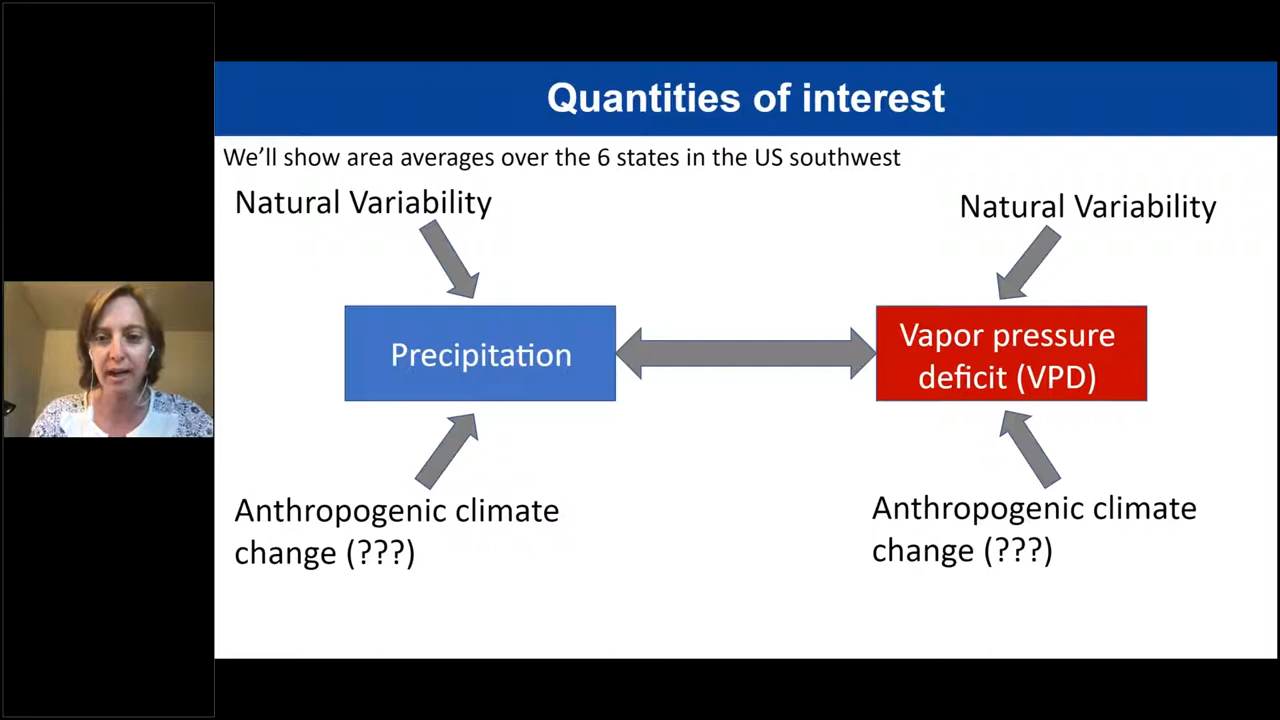 Quantities of interest
We’ll show area averages over the 6 states in the US southwest
Natural Variability
Natural Variability
Precipitation
Vapor pressure
deficit (VPD)
Anthropogenic climate
change (???)
Anthropogenic climate
change (???)